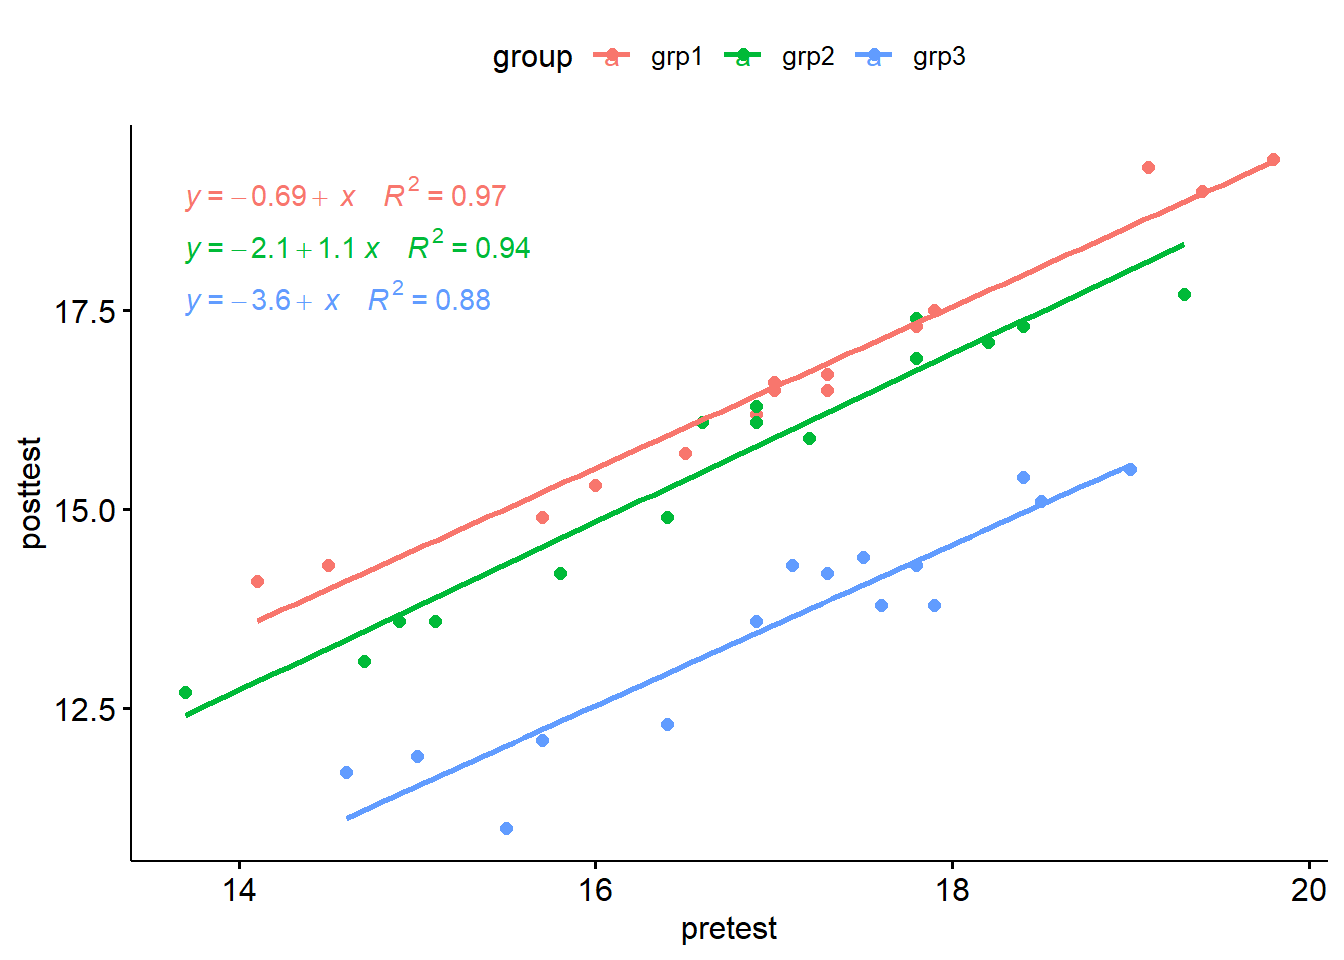 group a grp1 a grp2 a grp3
y = −0.69 + x R² = 0.97
y = −2.1 + 1.1 x R² = 0.94
y = −3.6 + x R² = 0.88
17.5
15.0
12.5
posttest
14 16 18 20
pretest